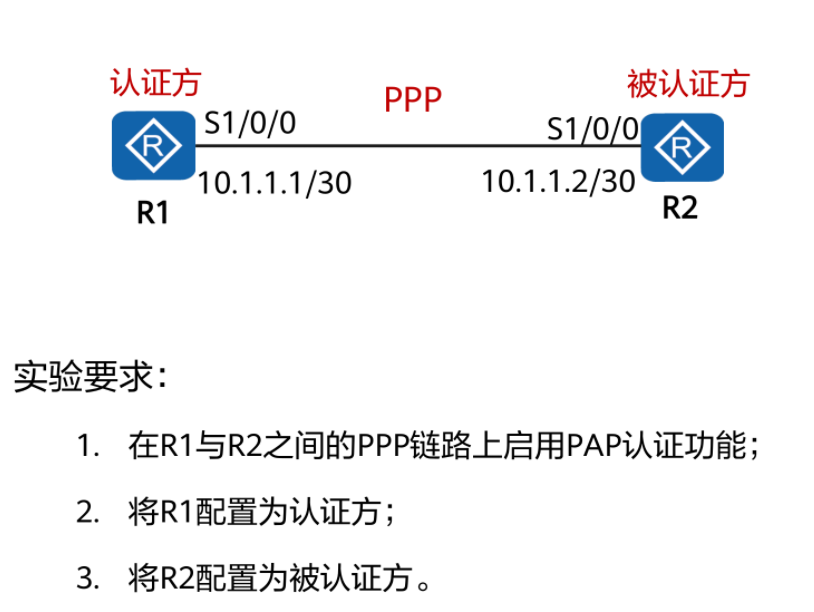 认证方
PPP
被认证方
S1/0/0
S1/0/0
10.1.1.1/30
10.1.1.2/30
R
R
R1
R2
实验要求：
1. 在R1与R2之间的PPP链路上启用PAP认证功能；
2. 将R1配置为认证方；
3. 将R2配置为被认证方。